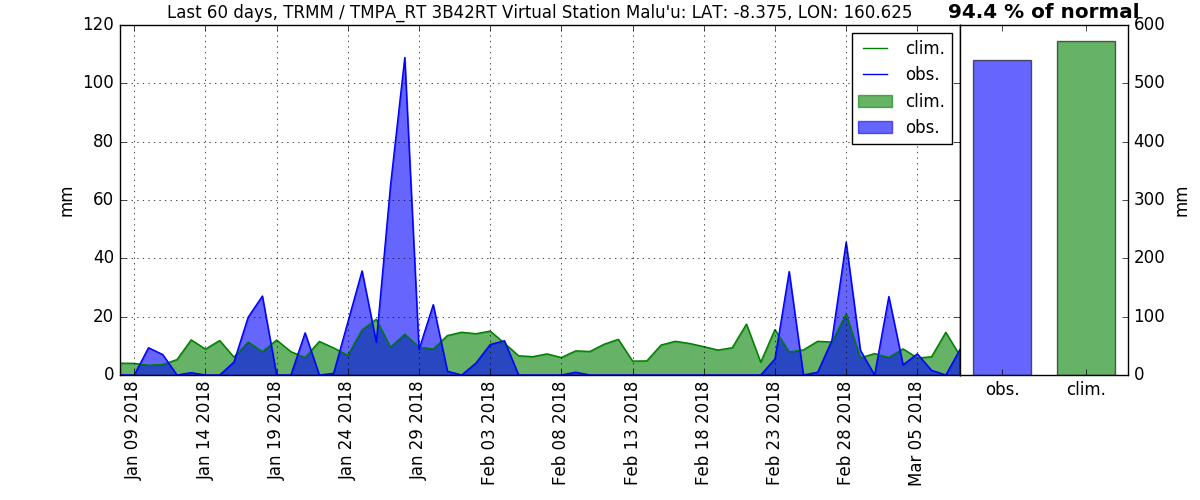 Last 60 days, TRMM / TMPA_RT 3B42RT Virtual Station Malu'u: LAT: -8.375, LON: 160.625
94.4 % of normal
120
100
80
60
40
20
0
mm
clim.
obs.
clim.
obs.
Jan 09 2018
Jan 14 2018
Jan 19 2018
Jan 24 2018
Jan 29 2018
Feb 03 2018
Feb 08 2018
Feb 13 2018
Feb 18 2018
Feb 23 2018
Feb 28 2018
Mar 05 2018
600
500
400
300
200
100
0
mm
obs.
clim.